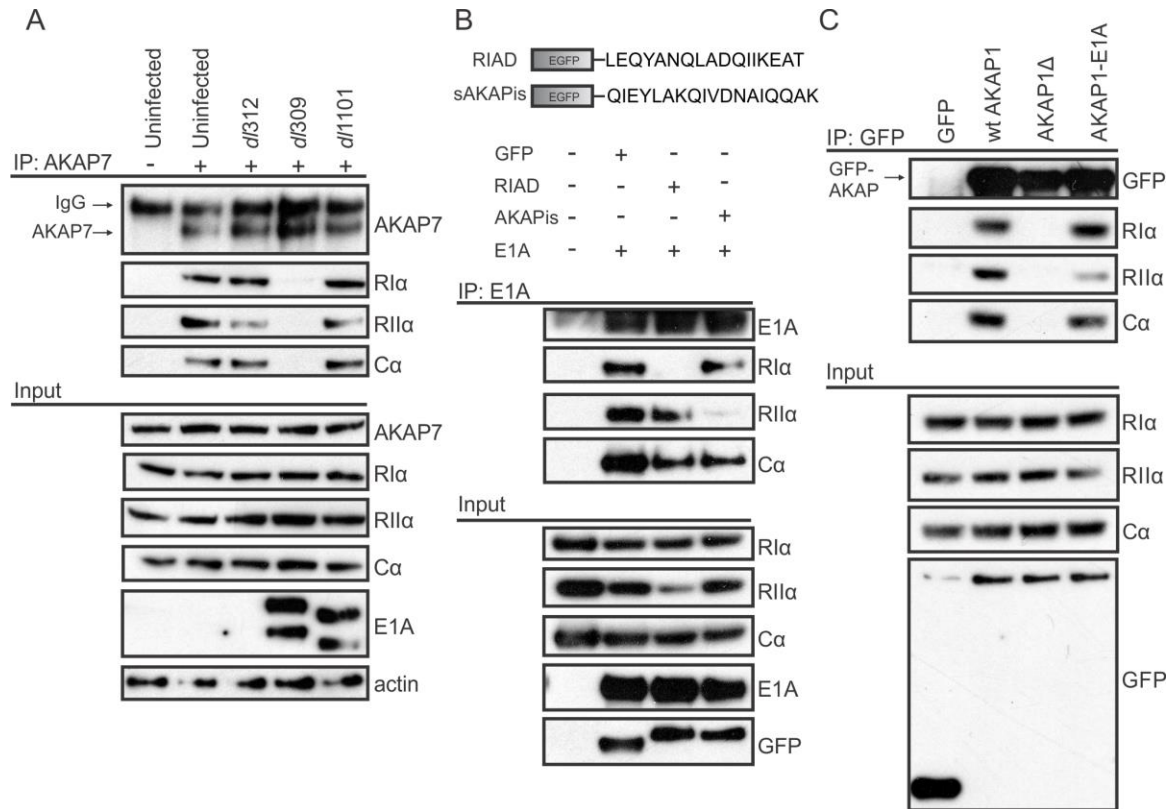 A
Uninfected
Uninfected
dl312
dl309
dl1101
IP: AKAP7
- + + + +
IgG
AKAP7
AKAP7
RIα
RIIα
Cα
Input
AKAP7
RIα
RIIα
Cα
E1A
actin
B
RIAD EGFP LEQYANQLADQIIKEAT
sAKAPis EGFP QIEYLAKQIVDNAIQQAK
GFP - + - -
RIAD - - + -
AKAPis - - - +
E1A - + + +
IP: E1A
E1A
RIα
RIIα
Cα
Input
RIα
RIIα
Cα
E1A
GFP
C
GFP
wt AKAP1
AKAP1Δ
AKAP1-E1A
IP: GFP
GFP-
AKAP
GFP
RIα
RIIα
Cα
Input
RIα
RIIα
Cα
GFP